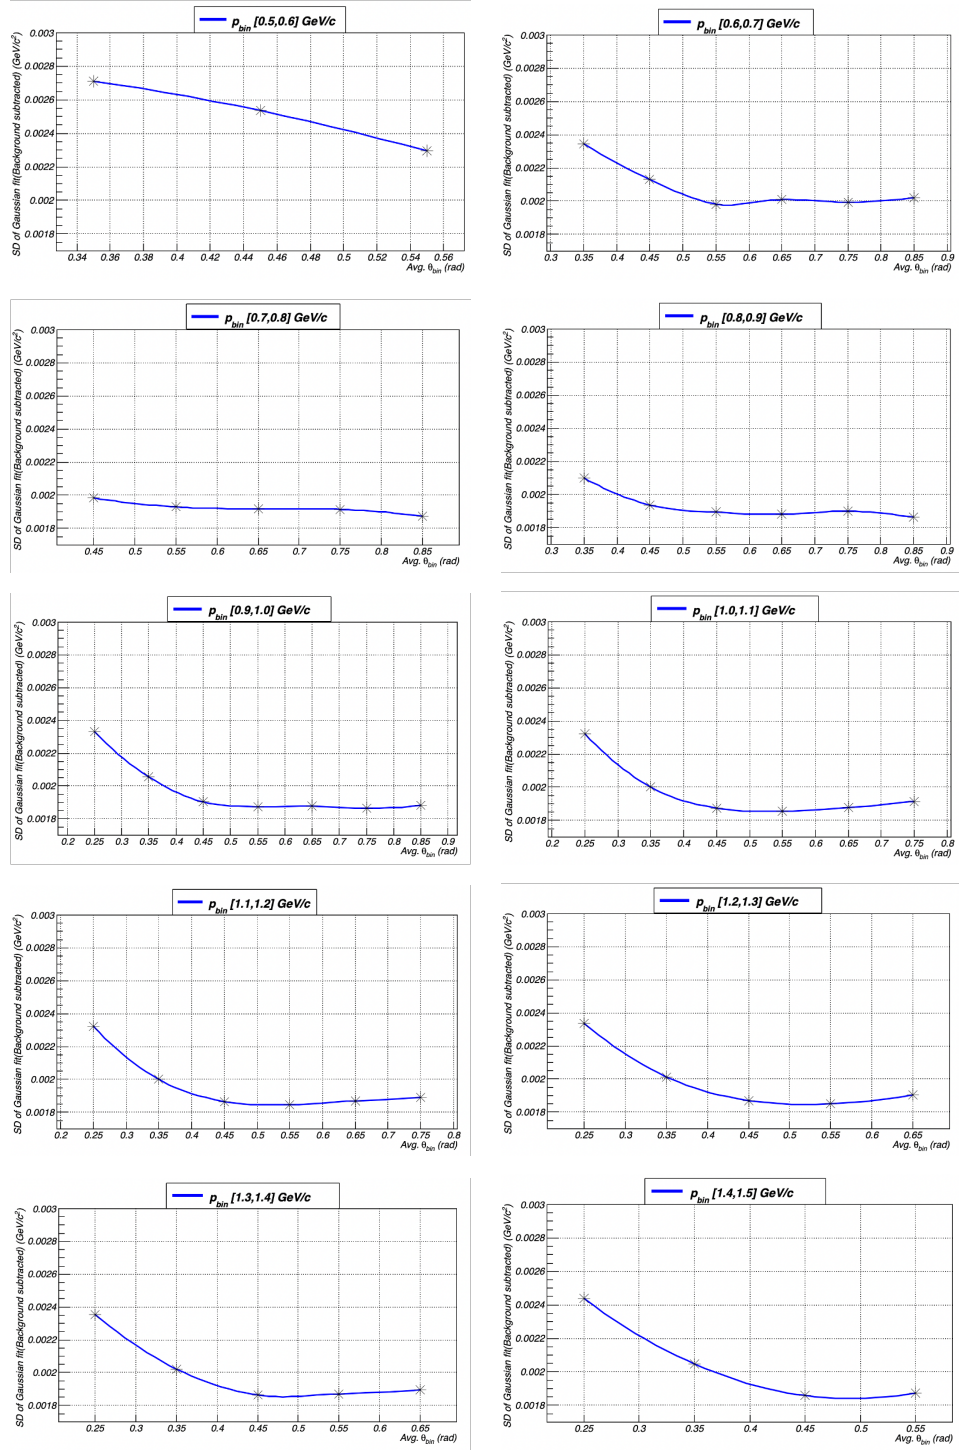 p_bin [0.5,0.6] GeV/c
SD of Gaussian fit(Background subtracted) (GeV/c²)
0.003
0.0028
0.0026
0.0024
0.0022
0.002
0.0018
0.34 0.36 0.38 0.4 0.42 0.44 0.46 0.48 0.5 0.52 0.54 0.56
Avg. θ_bin (rad)
p_bin [0.6,0.7] GeV/c
SD of Gaussian fit(Background subtracted) (GeV/c²)
0.003
0.0028
0.0026
0.0024
0.0022
0.002
0.0018
0.3 0.35 0.4 0.45 0.5 0.55 0.6 0.65 0.7 0.75 0.8 0.85 0.9
Avg. θ_bin (rad)
p_bin [0.7,0.8] GeV/c
SD of Gaussian fit(Background subtracted) (GeV/c²)
0.003
0.0028
0.0026
0.0024
0.0022
0.002
0.0018
0.45 0.5 0.55 0.6 0.65 0.7 0.75 0.8 0.85
Avg. θ_bin (rad)
p_bin [0.8,0.9] GeV/c
SD of Gaussian fit(Background subtracted) (GeV/c²)
0.003
0.0028
0.0026
0.0024
0.0022
0.002
0.0018
0.3 0.35 0.4 0.45 0.5 0.55 0.6 0.65 0.7 0.75 0.8 0.85 0.9
Avg. θ_bin (rad)
p_bin [0.9,1.0] GeV/c
SD of Gaussian fit(Background subtracted) (GeV/c²)
0.003
0.0028
0.0026
0.0024
0.0022
0.002
0.0018
0.2 0.25 0.3 0.35 0.4 0.45 0.5 0.55 0.6 0.65 0.7 0.75 0.8 0.85 0.9
Avg. θ_bin (rad)
p_bin [1.0,1.1] GeV/c
SD of Gaussian fit(Background subtracted) (GeV/c²)
0.003
0.0028
0.0026
0.0024
0.0022
0.002
0.0018
0.2 0.25 0.3 0.35 0.4 0.45 0.5 0.55 0.6 0.65 0.7 0.75 0.8
Avg. θ_bin (rad)
p_bin [1.1,1.2] GeV/c
SD of Gaussian fit(Background subtracted) (GeV/c²)
0.003
0.0028
0.0026
0.0024
0.0022
0.002
0.0018
0.2 0.25 0.3 0.35 0.4 0.45 0.5 0.55 0.6 0.65 0.7 0.75 0.8
Avg. θ_bin (rad)
p_bin [1.2,1.3] GeV/c
SD of Gaussian fit(Background subtracted) (GeV/c²)
0.003
0.0028
0.0026
0.0024
0.0022
0.002
0.0018
0.25 0.3 0.35 0.4 0.45 0.5 0.55 0.6 0.65
Avg. θ_bin (rad)
p_bin [1.3,1.4] GeV/c
SD of Gaussian fit(Background subtracted) (GeV/c²)
0.003
0.0028
0.0026
0.0024
0.0022
0.002
0.0018
0.25 0.3 0.35 0.4 0.45 0.5 0.55 0.6 0.65
Avg. θ_bin (rad)
p_bin [1.4,1.5] GeV/c
SD of Gaussian fit(Background subtracted) (GeV/c²)
0.003
0.0028
0.0026
0.0024
0.0022
0.002
0.0018
0.25 0.3 0.35 0.4 0.45 0.5 0.55
Avg. θ_bin (rad)